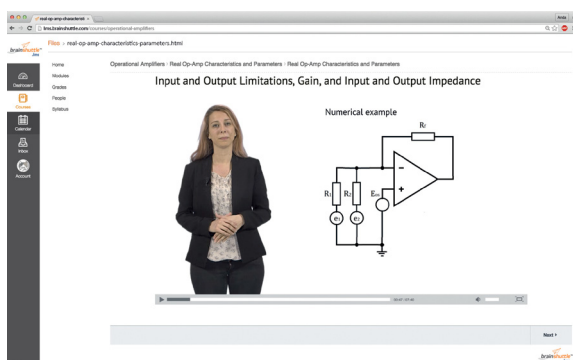 real op-amp characterist
Anita
lms.brainshuttle.com/courses/operational-amplifiers
brainshuttle
lms
Files > real-op-amp-characteristics-parameters.html
Dashboard
Courses
Calendar
Inbox
Account
Home
Modules
Grades
People
Syllabus
Operational Amplifiers > Real Op-Amp Characteristics and Parameters > Real Op-Amp Characteristics and Parameters
Input and Output Limitations, Gain, and Input and Output Impedance
Numerical example
Rf
R1
R2
e1
e2
Next
brainshuttle